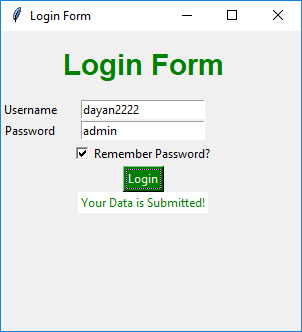 Login Form
Login Form
Username dayan2222
Password admin
Remember Password?
Login
Your Data is Submitted!